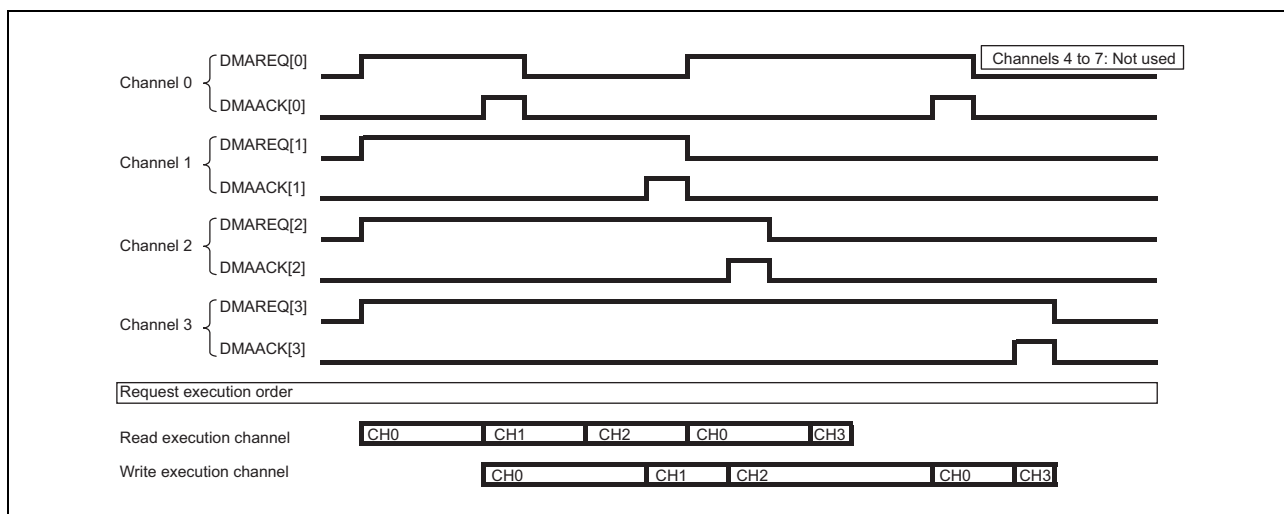 DMAREQ[0]
Channels 4 to 7: Not used
Channel 0
DMAACK[0]
DMAREQ[1]
Channel 1
DMAACK[1]
DMAREQ[2]
Channel 2
DMAACK[2]
DMAREQ[3]
Channel 3
DMAACK[3]
Request execution order
Read execution channel CH0 CH1 CH2 CH0 CH3
Write execution channel CH0 CH1 CH2 CH0 CH3